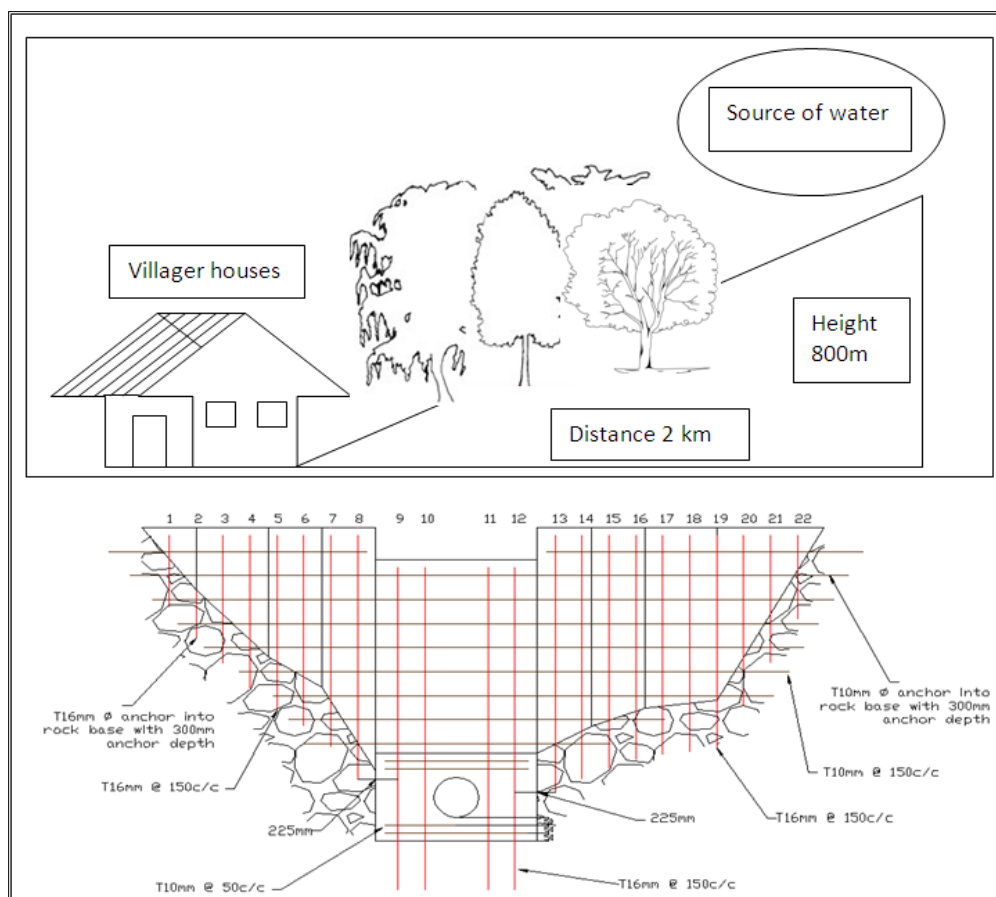 Source of water
Villager houses
Height
800m
Distance 2 km
1 2 3 4 5 6 7 8 9 10 11 12 13 14 15 16 17 18 19 20 21 22
T16mm Ø anchor into
rock base with 300mm
anchor depth
T10mm Ø anchor into
rock base with 300mm
anchor depth
T16mm @ 150c/c
T10mm @ 150c/c
225mm
225mm
T16mm @ 150c/c
T10mm @ 50c/c
T16mm @ 150c/c